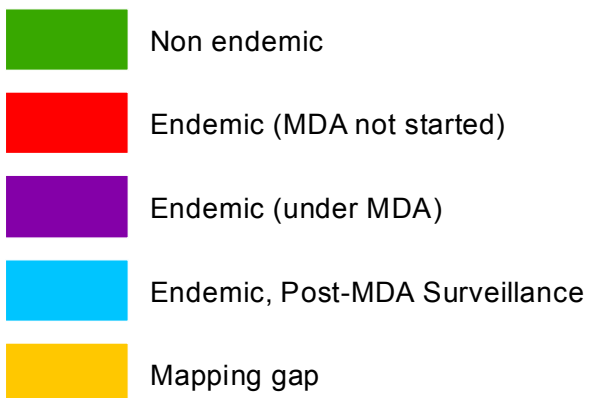 Non endemic
Endemic (MDA not started)
Endemic (under MDA)
Endemic, Post-MDA Surveillance
Mapping gap